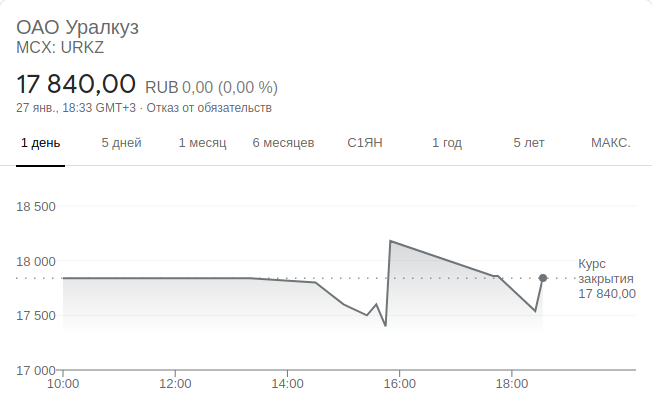 ОАО Уралкуз
MCX: URKZ
17 840,00 RUB 0,00 (0,00 %)
27 янв., 18:33 GMT+3 · Отказ от обязательств
1 день 5 дней 1 месяц 6 месяцев С1ЯН 1 год 5 лет МАКС.
18 500
18 000
17 500
17 000
Курс
закрытия
17 840,00
10:00 12:00 14:00 16:00 18:00